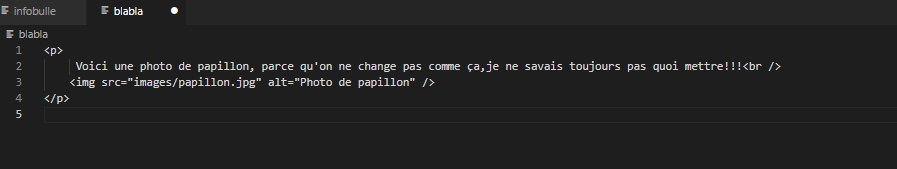 infobulle blabla
blabla
1 <p>
2 Voici une photo de papillon, parce qu'on ne change pas comme ça,je ne savais toujours pas quoi mettre!!!<br />
3 <img src="images/papillon.jpg" alt="Photo de papillon" />
4 </p>
5